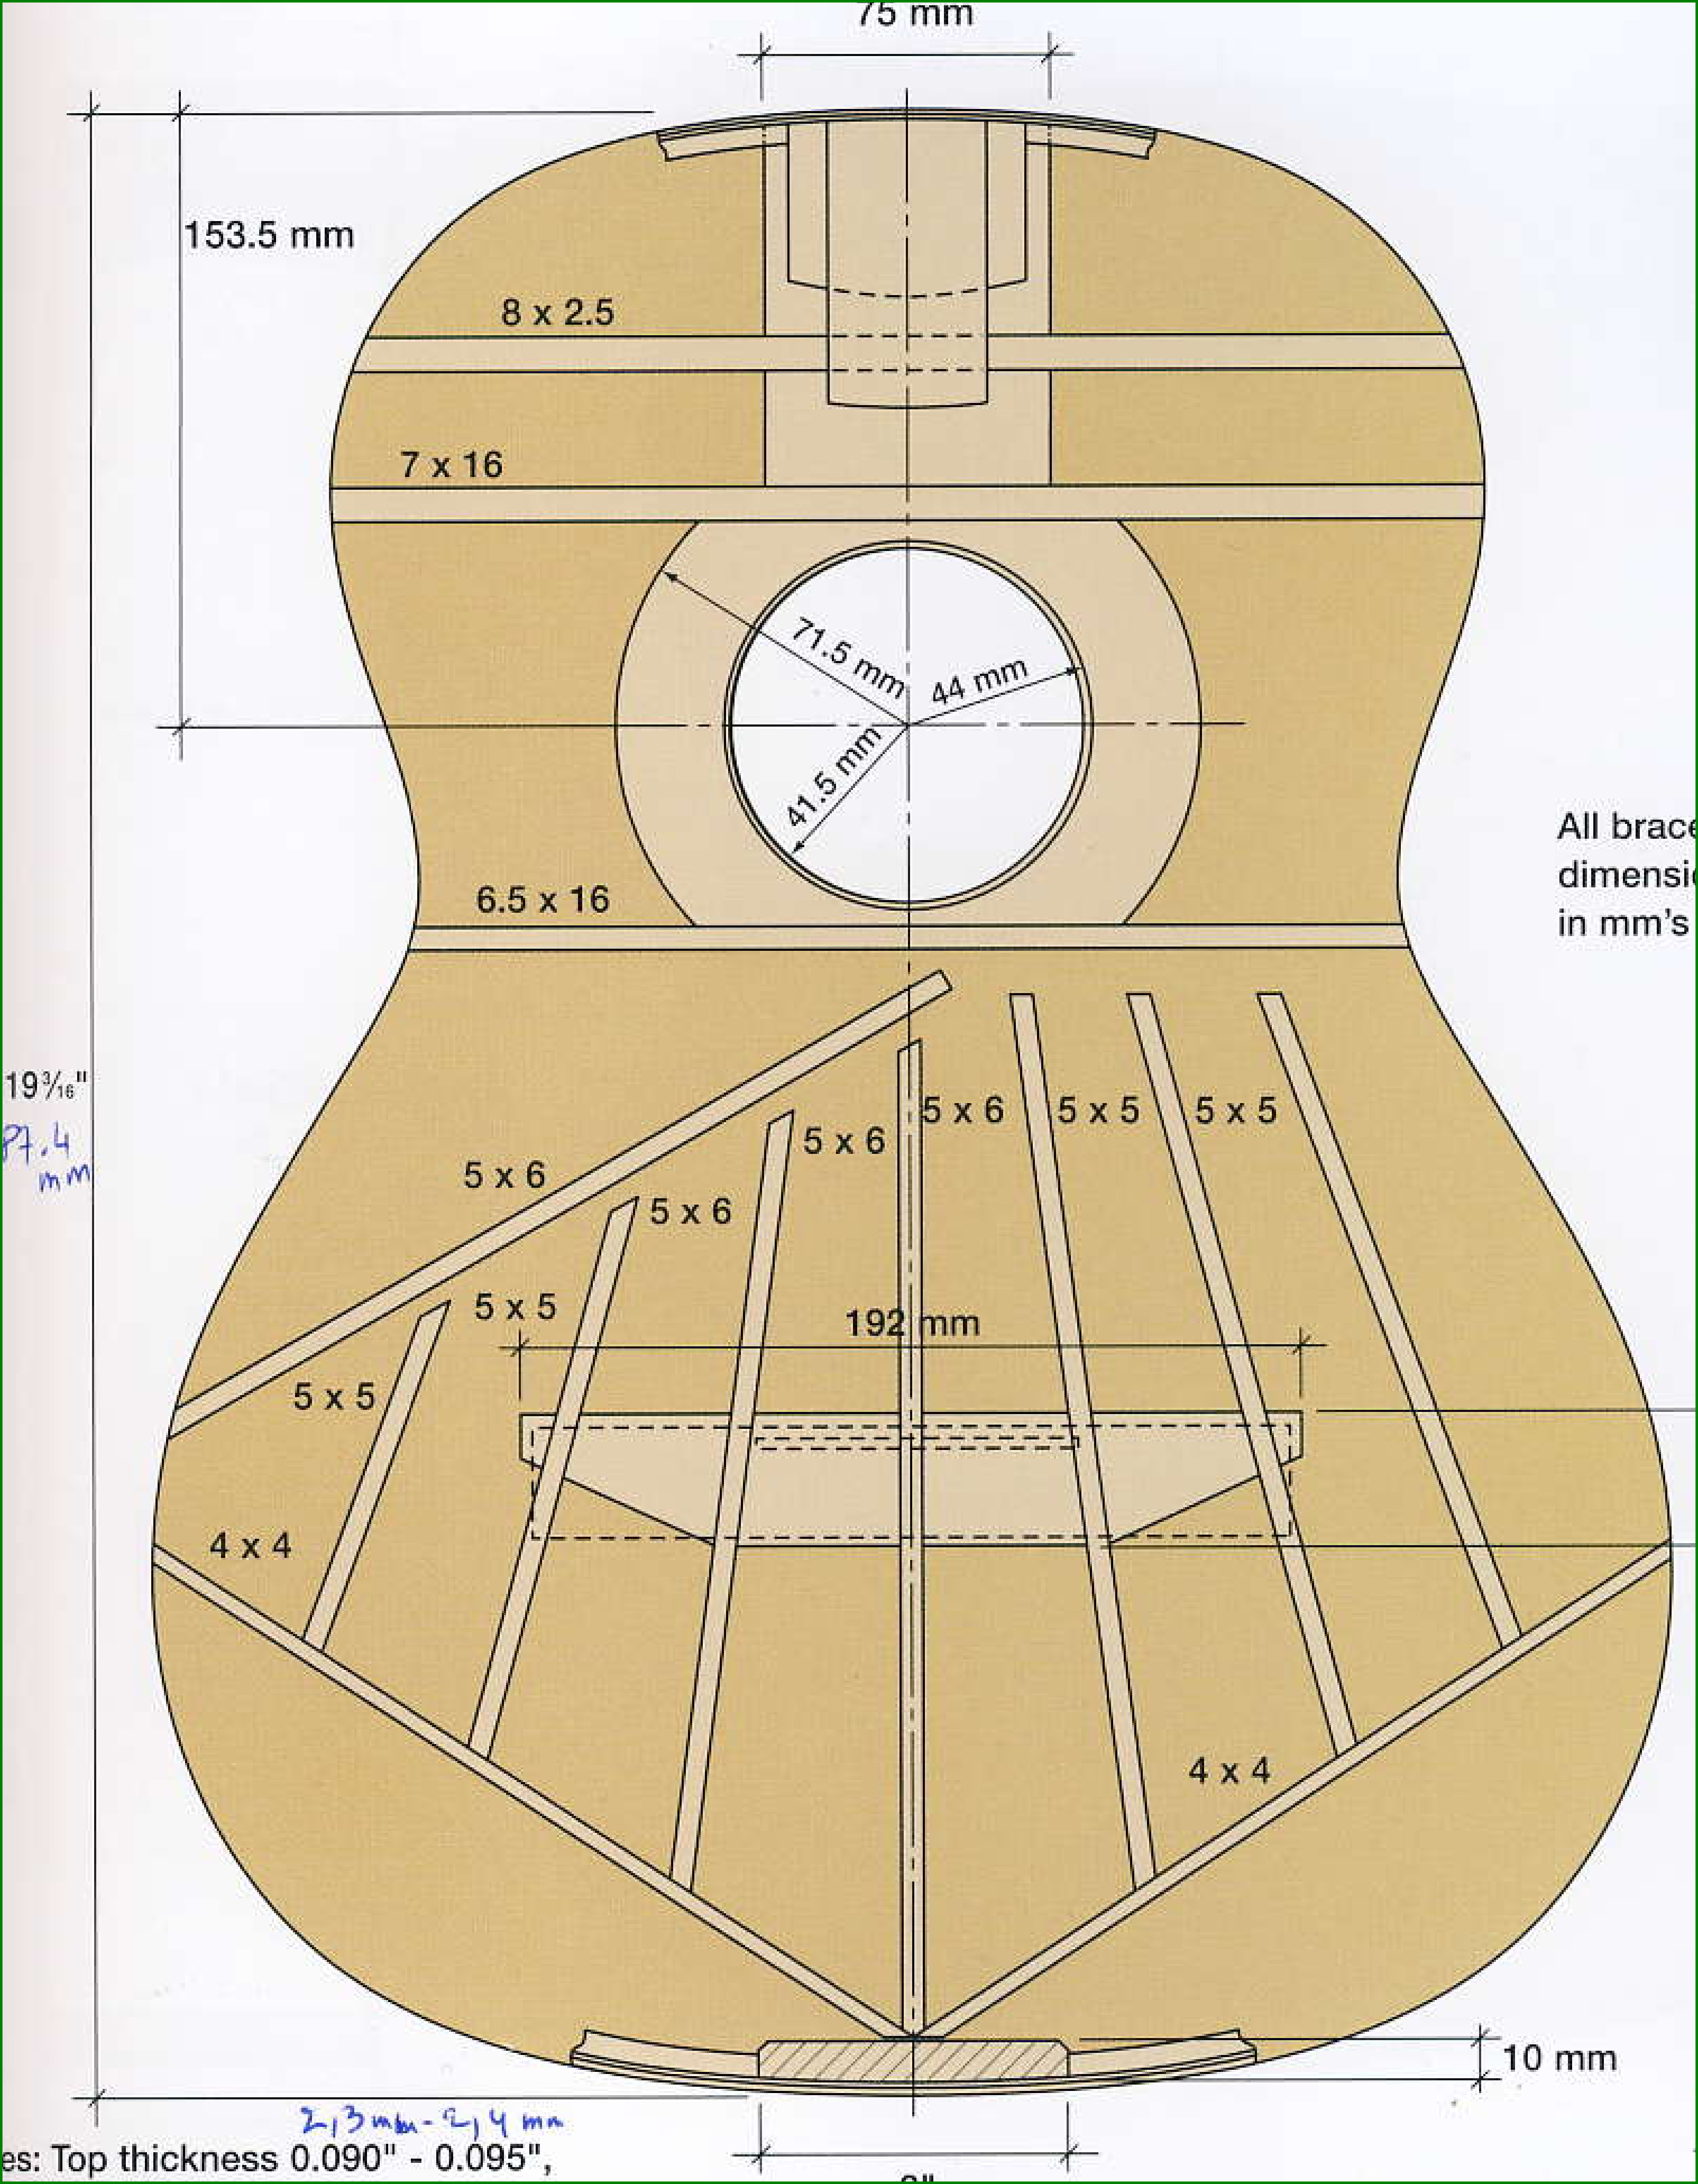 75 mm
153.5 mm
8 x 2.5
7 x 16
71.5 mm
44 mm
41.5 mm
6.5 x 16
All brace
dimensi
in mm's
19 3/16"
87.4
mm
5 x 6
5 x 5
5 x 5
5 x 6
5 x 6
5 x 6
5 x 5
192 mm
5 x 5
4 x 4
4 x 4
10 mm
2,3 mm - 2,4 mm
es: Top thickness 0.090" - 0.095",